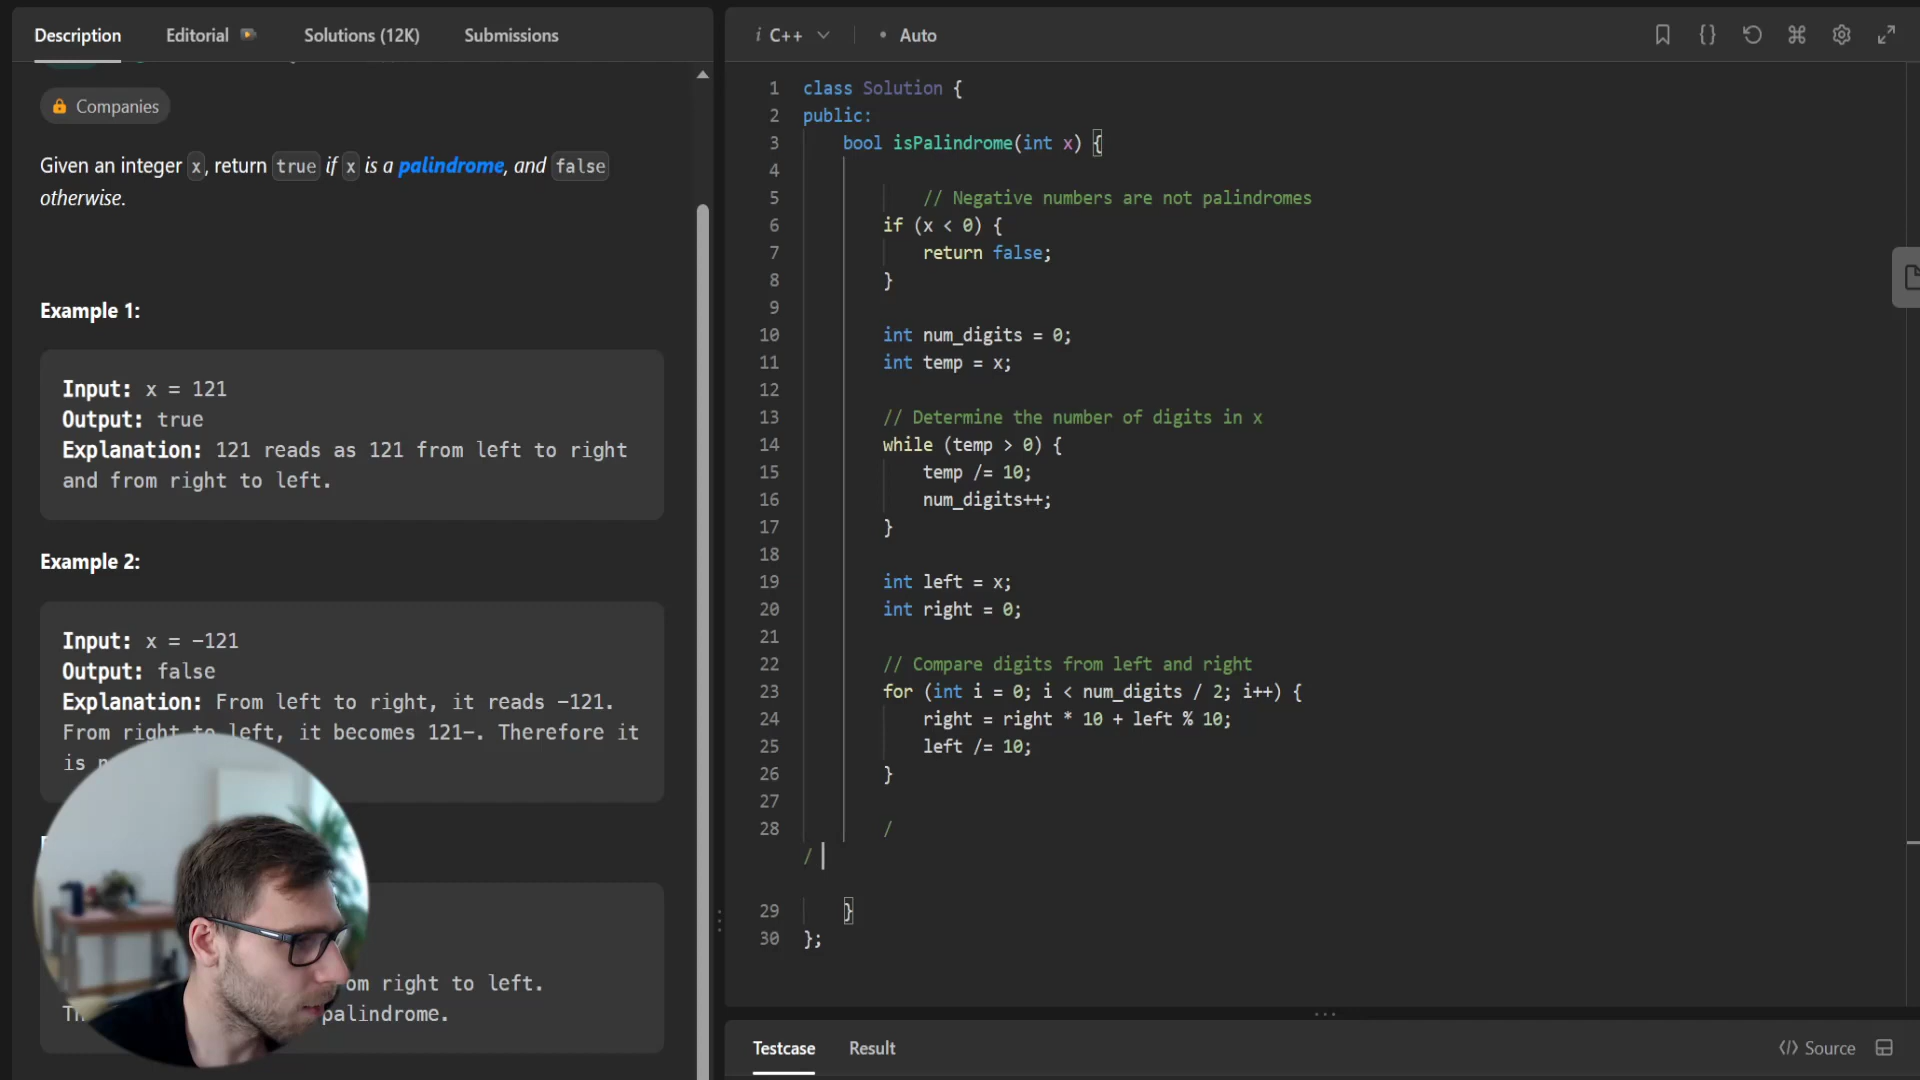 Description Editorial Solutions (12K) Submissions
Companies
Given an integer x, return true if x is a palindrome, and false
otherwise.
Example 1:
Input: x = 121
Output: true
Explanation: 121 reads as 121 from left to right
and from right to left.
Example 2:
Input: x = -121
Output: false
Explanation: From left to right, it reads -121.
From right to left, it becomes 121-. Therefore it
is
om right to left.
palindrome.
i C++ • Auto
1 class Solution {
2 public:
3 bool isPalindrome(int x) {
4
5 // Negative numbers are not palindromes
6 if (x < 0) {
7 return false;
8 }
9
10 int num_digits = 0;
11 int temp = x;
12
13 // Determine the number of digits in x
14 while (temp > 0) {
15 temp /= 10;
16 num_digits++;
17 }
18
19 int left = x;
20 int right = 0;
21
22 // Compare digits from left and right
23 for (int i = 0; i < num_digits / 2; i++) {
24 right = right * 10 + left % 10;
25 left /= 10;
26 }
27
28 /
/
29 }
30 };
Testcase Result
</> Source